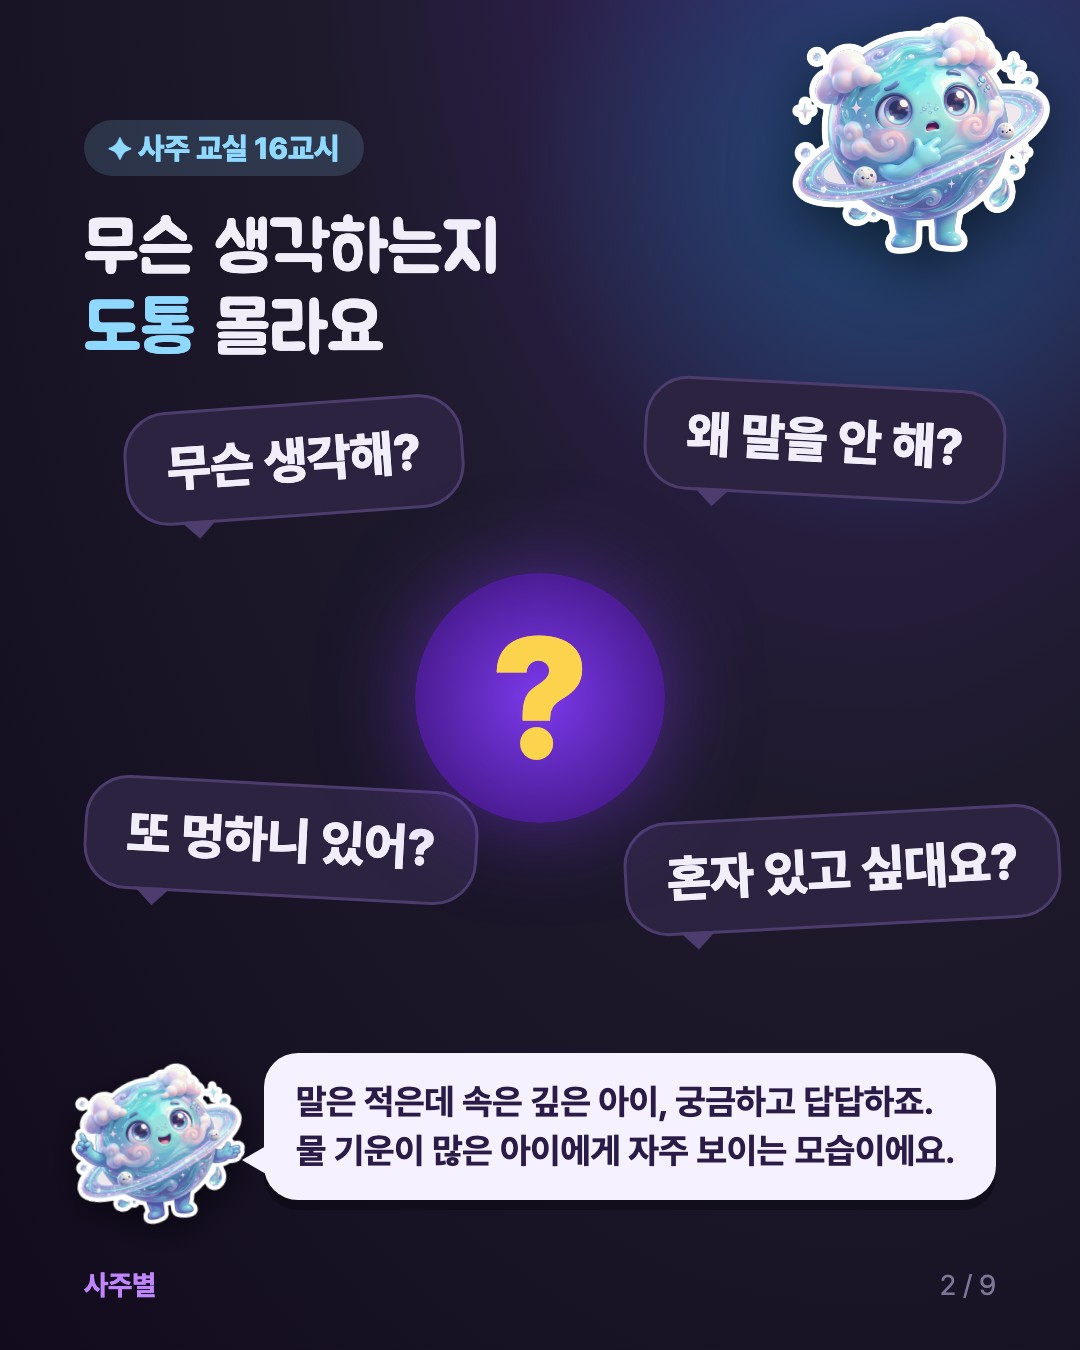 ✦ 사주 교실 16교시
무슨 생각하는지
도통 몰라요
무슨 생각해?
왜 말을 안 해?
?
또 멍하니 있어?
혼자 있고 싶대요?
말은 적은데 속은 깊은 아이, 궁금하고 답답하죠.
물 기운이 많은 아이에게 자주 보이는 모습이에요.
사주별
2 / 9